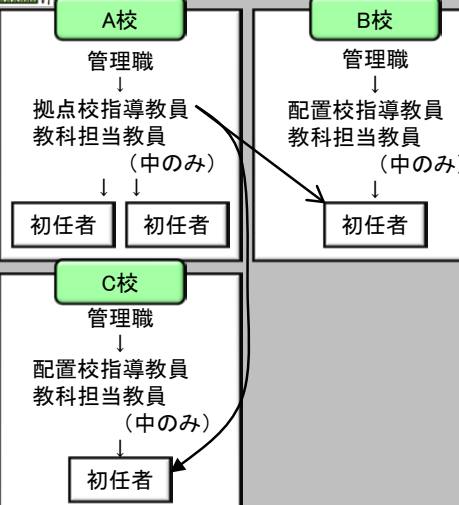 A校
管理職
↓
拠点校指導教員
教科担当教員
（中のみ）
↓ ↓
初任者 初任者
B校
管理職
↓
配置校指導教員
教科担当教員
（中のみ）
↓
初任者
C校
管理職
↓
配置校指導教員
教科担当教員
（中のみ）
↓
初任者